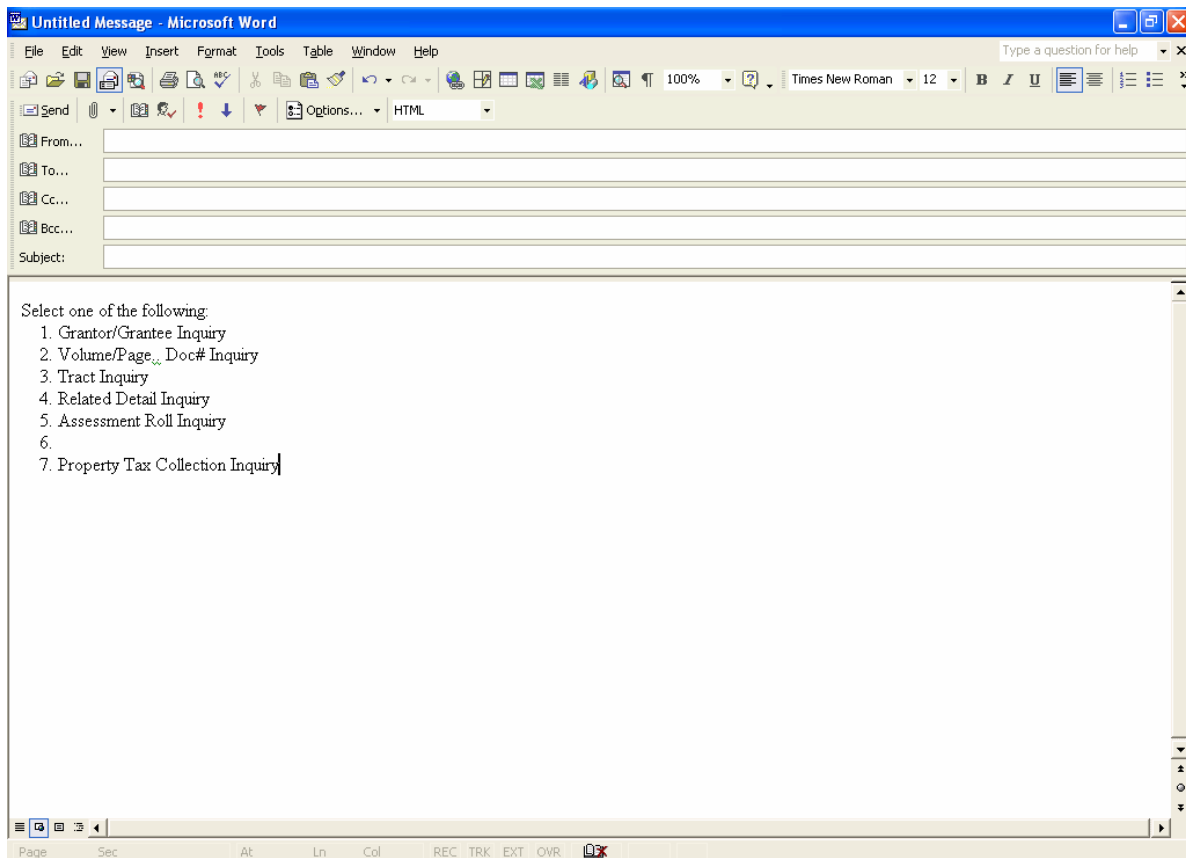 Untitled Message - Microsoft Word
File Edit View Insert Format Tools Table Window Help Type a question for help
100% Times New Roman 12 B I U
Send Options... HTML
From...
To...
Cc...
Bcc...
Subject:
Select one of the following:
1. Grantor/Grantee Inquiry
2. Volume/Page,. Doc# Inquiry
3. Tract Inquiry
4. Related Detail Inquiry
5. Assessment Roll Inquiry
6.
7. Property Tax Collection Inquiry
Page Sec At Ln Col REC TRK EXT OVR